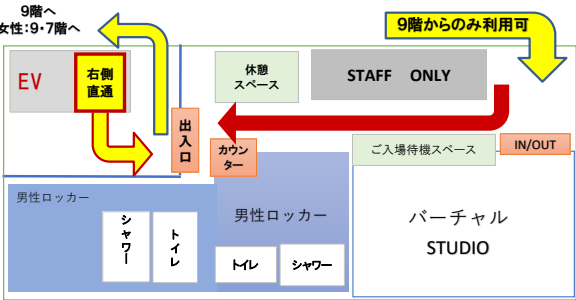 9階へ
女性:9・7階へ
9階からのみ利用可
EV
右側
直通
休憩
スペース
STAFF ONLY
出入口
カウン
ター
ご入場待機スペース
IN/OUT
男性ロッカー
シャワー
トイレ
男性ロッカー
トイレ
シャワー
バーチャル
STUDIO